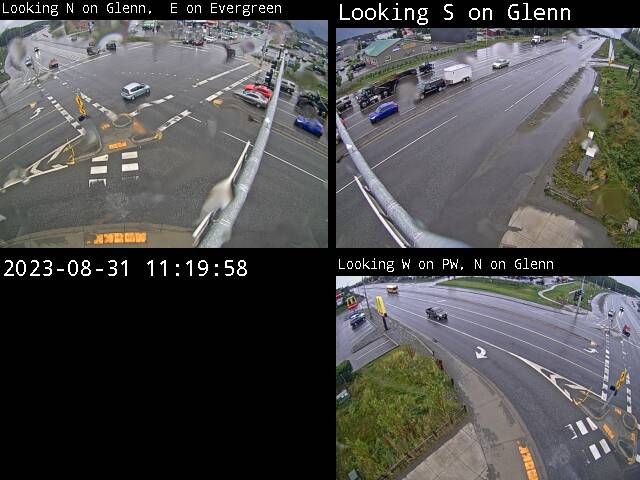 Looking N on Glenn, E on Evergreen
Looking S on Glenn
2023-08-31 11:19:58
Looking W on PW, N on Glenn